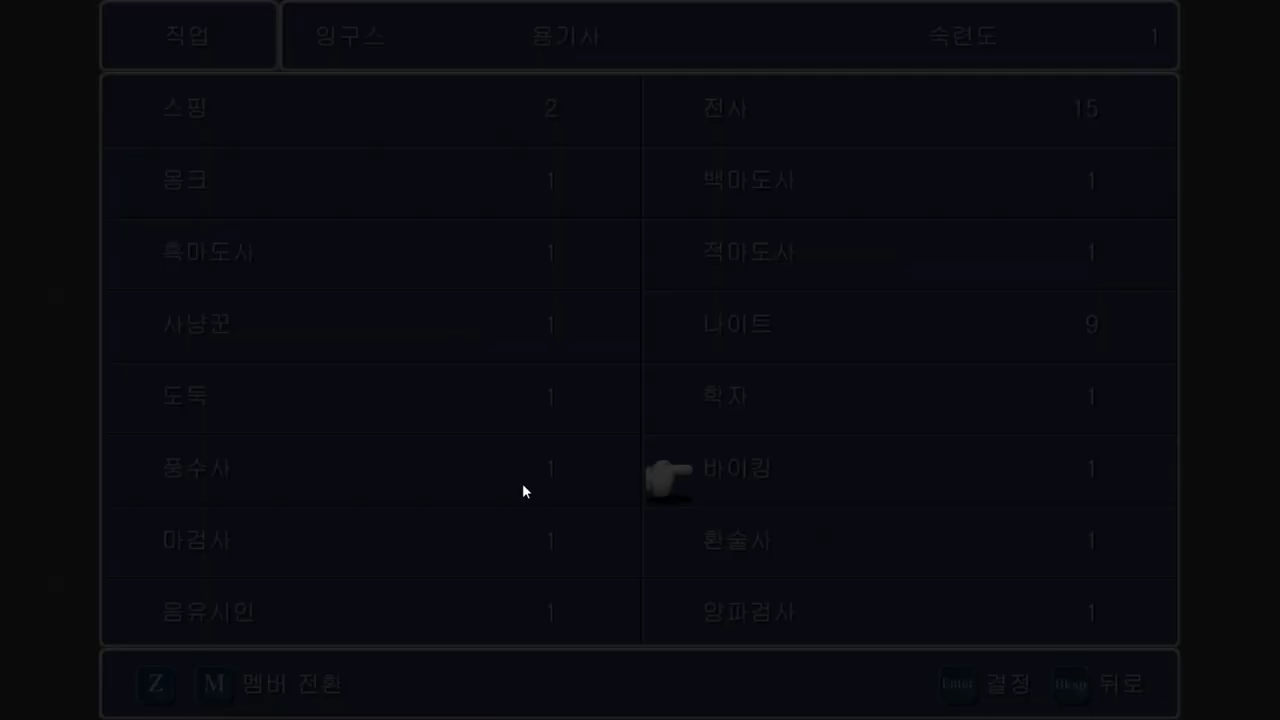 직업 잉구스 용기사 숙련도 1
스핑 2 전사 15
몽크 1 백마도사 1
흑마도사 1 적마도사 1
사냥꾼 1 나이트 9
도둑 1 학자 1
풍수사 1 바이킹 1
마검사 1 환술사 1
음유시인 1 양파검사 1
Z M 멤버 전환 Enter 결정 Bksp 뒤로